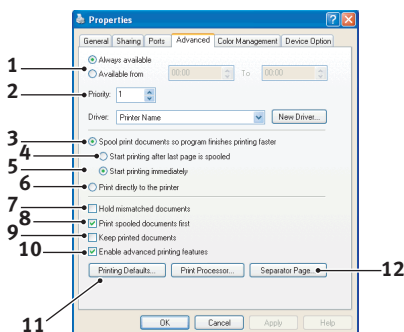 Properties
General Sharing Ports Advanced Color Management Device Option
1 Always available
Available from 00:00 To 00:00
2 Priority: 1
Driver: Printer Name New Driver...
3 Spool print documents so program finishes printing faster
4 Start printing after last page is spooled
5 Start printing immediately
6 Print directly to the printer
7 Hold mismatched documents
8 Print spooled documents first
9 Keep printed documents
10 Enable advanced printing features
Printing Defaults... Print Processor... Separator Page... 12
11
OK Cancel Apply Help